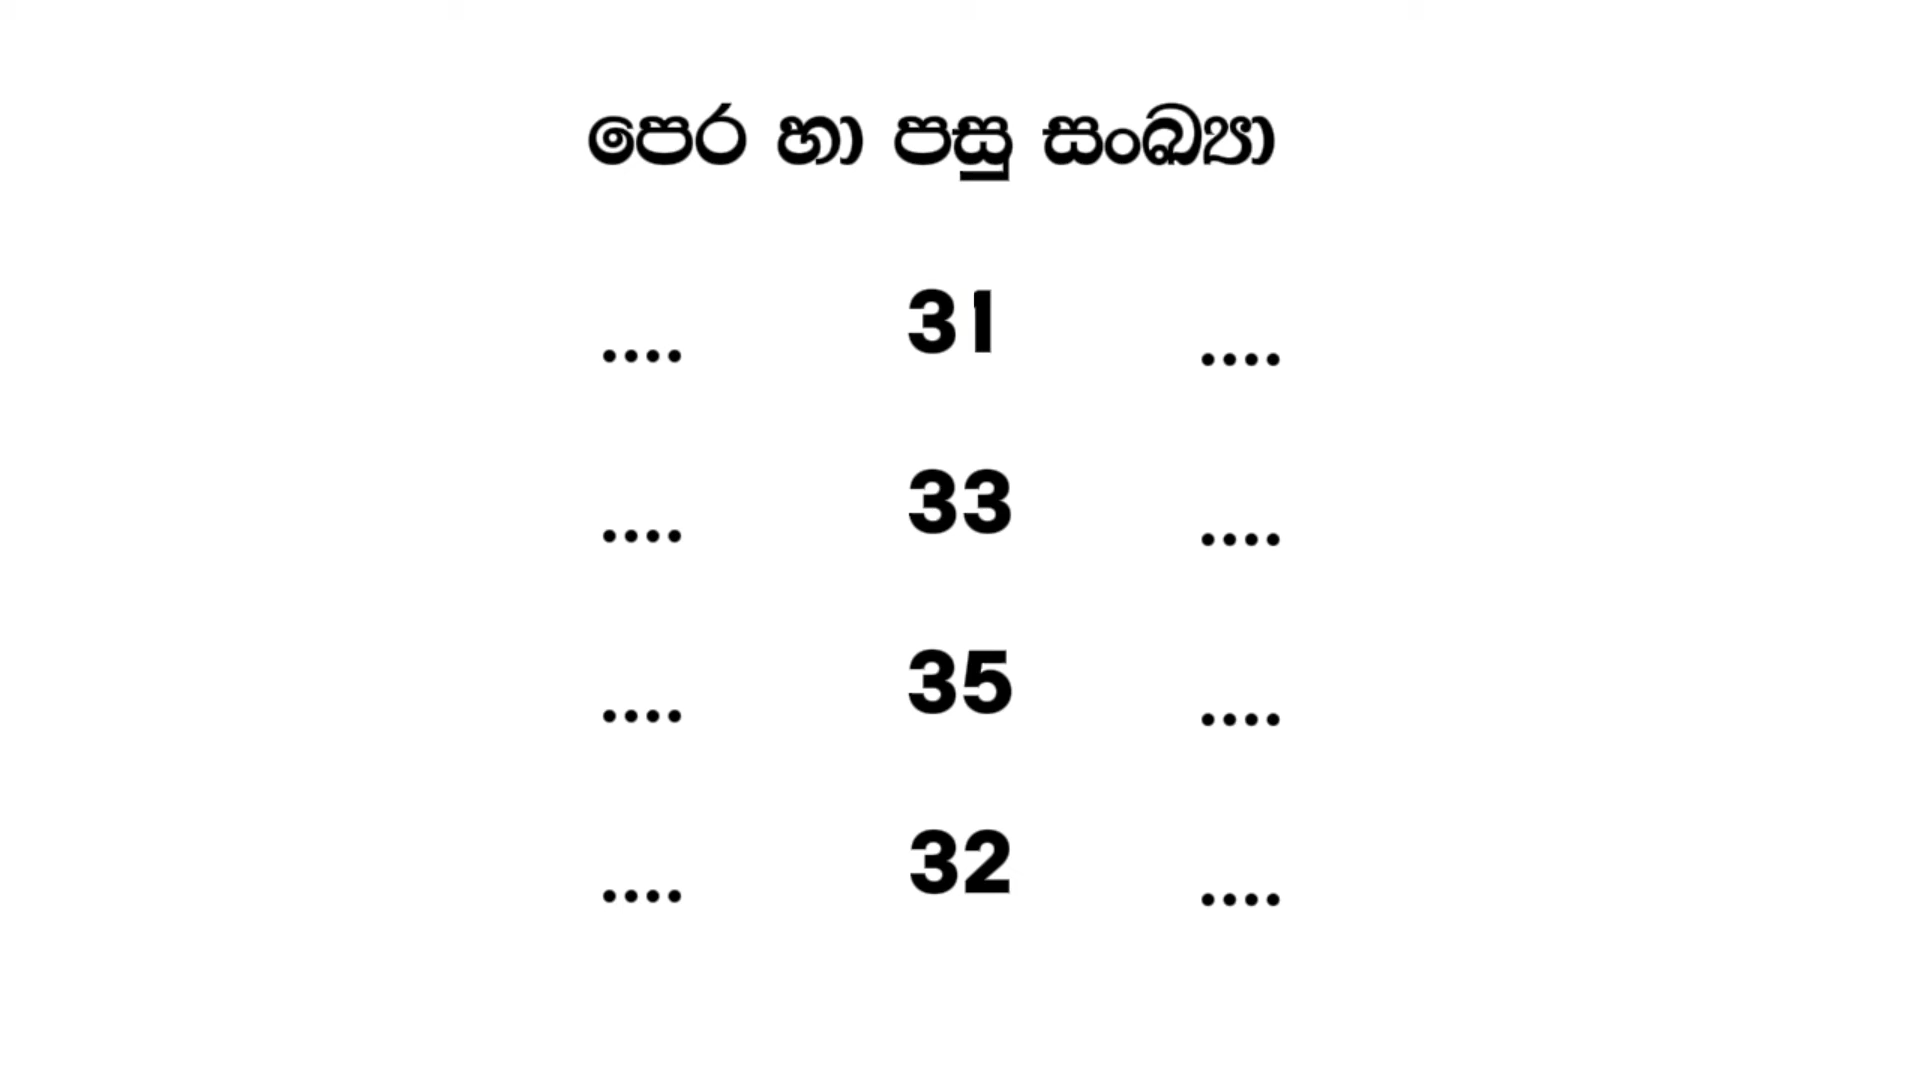 පෙර හා පසු සංඛ්‍යා
.... 31 ....
.... 33 ....
.... 35 ....
.... 32 ....